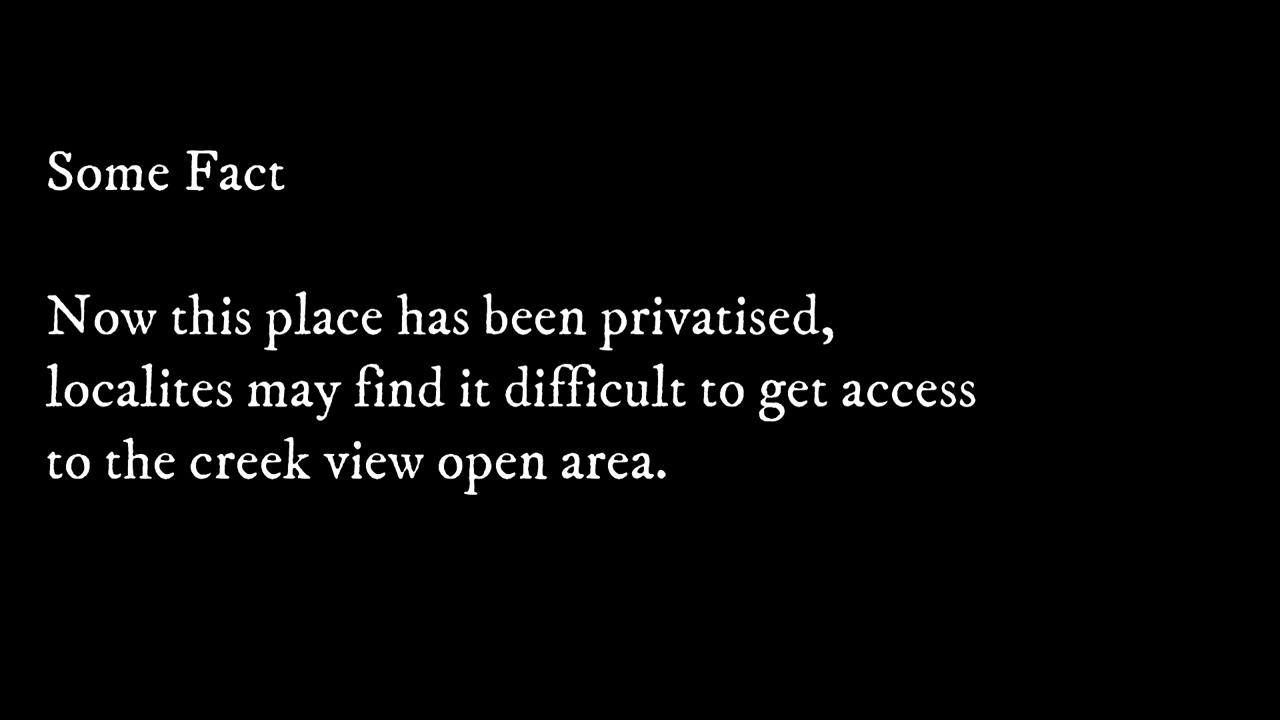 Some Fact
Now this place has been privatised,
localites may find it difficult to get access
to the creek view open area.